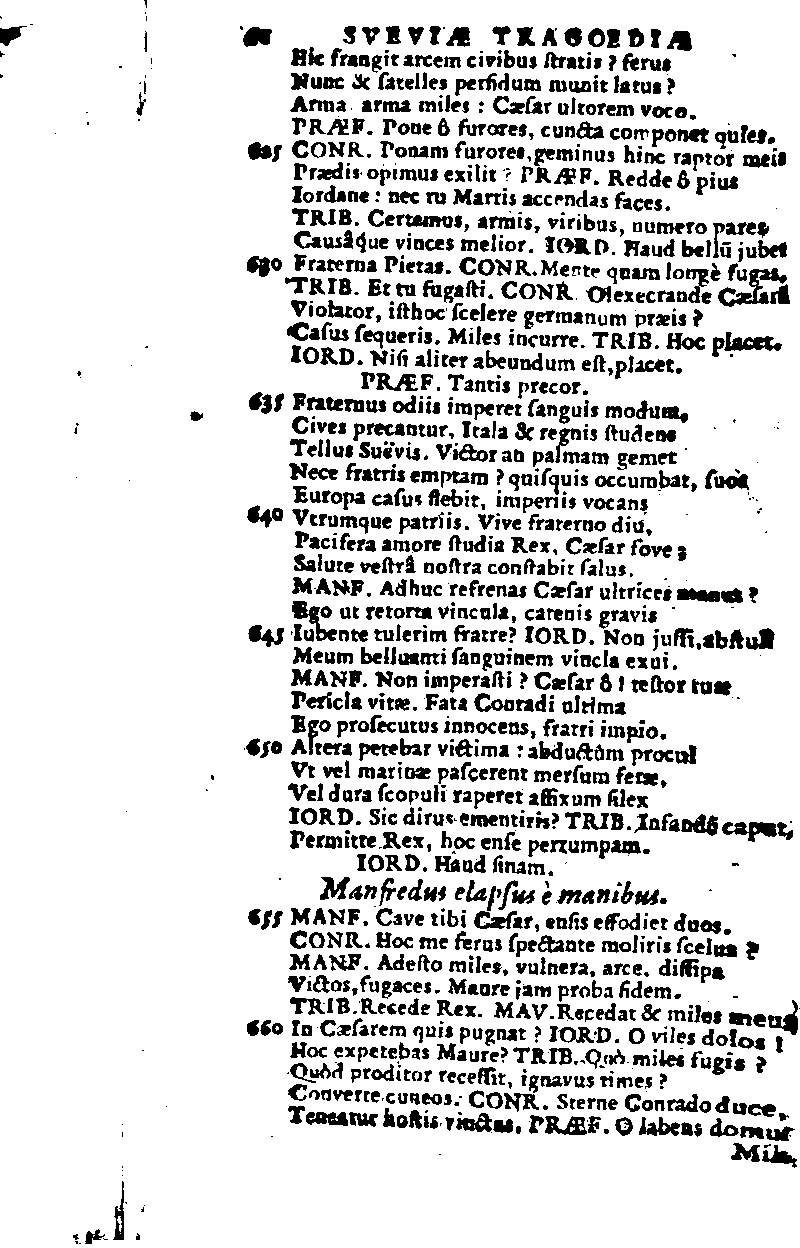 SVEVIÆ TRAGOEDIÆ
Hic frangit arcem civibus ſtratis ? ferus
Nunc & ſatelles perfidum munit latus ?
Arma arma miles : Cæſar ultorem voco.
PRÆF. Pone ô furores, cuncta componet quies.
625 CONR. Ponam furores, geminus hinc raptor meis
Prædis opimus exilit ? PRÆF. Redde ô pius
Iordane : nec tu Martis accendas faces.
TRIB. Certamus, armis, viribus, numero pares
Causâque vinces melior. IORD. Haud bellū jubet
630 Fraterna Pietas. CONR. Mente quam longè fugas.
TRIB. Et tu fugaſti. CONR. O execrande Cæſaris
Violator, iſthoc ſcelere germanum præis ?
Caſus ſequeris. Miles incurre. TRIB. Hoc placet.
IORD. Niſi aliter abeundum eſt, placet.
PRÆF. Tantis precor.
635 Fraternus odiis imperet ſanguis modum,
Cives precantur, Itala & regnis ſtudens
Tellus Suëvis. Victor an palmam gemet
Nece fratris emptam ? quiſquis occumbat, ſuos
Europa caſus flebit, imperiis vocans
640 Vtrumque patriis. Vive fraterno diu,
Pacifera amore ſtudia Rex, Cæſar fove ;
Salute veſtrâ noſtra conſtabit ſalus.
MANF. Adhuc refrenas Cæſar ultrices manus ?
Ego ut retorta vincula, catenis gravis
645 Iubente tulerim fratre? IORD. Non juſſi, abſtuli
Meum belluanti ſanguinem vincla exui.
MANF. Non imperaſti ? Cæſar ô ! teſtor tuæ
Pericla vitæ. Fata Conradi ultima
Ego proſecutus innocens, fratri impio.
650 Altera petebar victima : abductùm procul
Vt vel marinæ paſcerent merſum feræ,
Vel dura ſcopuli raperet affixum ſilex
IORD. Sic dirus ementiris? TRIB. Infandô caput,
Permitte Rex, hoc enſe perrumpam.
IORD. Haud ſinam.
Manfredus elapſus è manibus.
655 MANF. Cave tibi Cæſar, enſis effodiet duos.
CONR. Hoc me ferus ſpectante moliris ſcelus ?
MANF. Adeſto miles, vulnera, arce, diſſipa
Victos, fugaces. Maure jam proba fidem.
TRIB. Recede Rex. MAV. Recedat & miles meus
660 In Cæſarem quis pugnat ? IORD. O viles dolos !
Hoc expetebas Maure? TRIB. Quò miles fugis ?
Quòd proditor receſſit, ignavus times ?
Converte cuneos. CONR. Sterne Conrado duce,
Teneatur hoſtis vinctus. PRÆF. O labens domus
Mile,